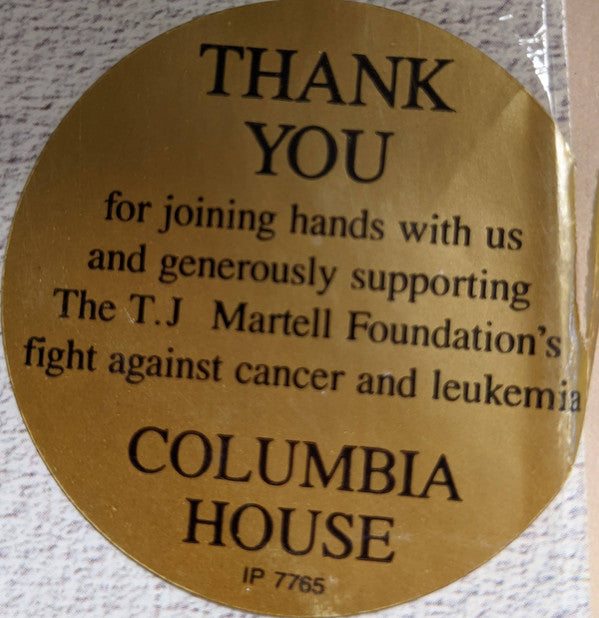 THANK
YOU
for joining hands with us
and generously supporting
The T.J Martell Foundation's
fight against cancer and leukemia
COLUMBIA
HOUSE
IP 7765